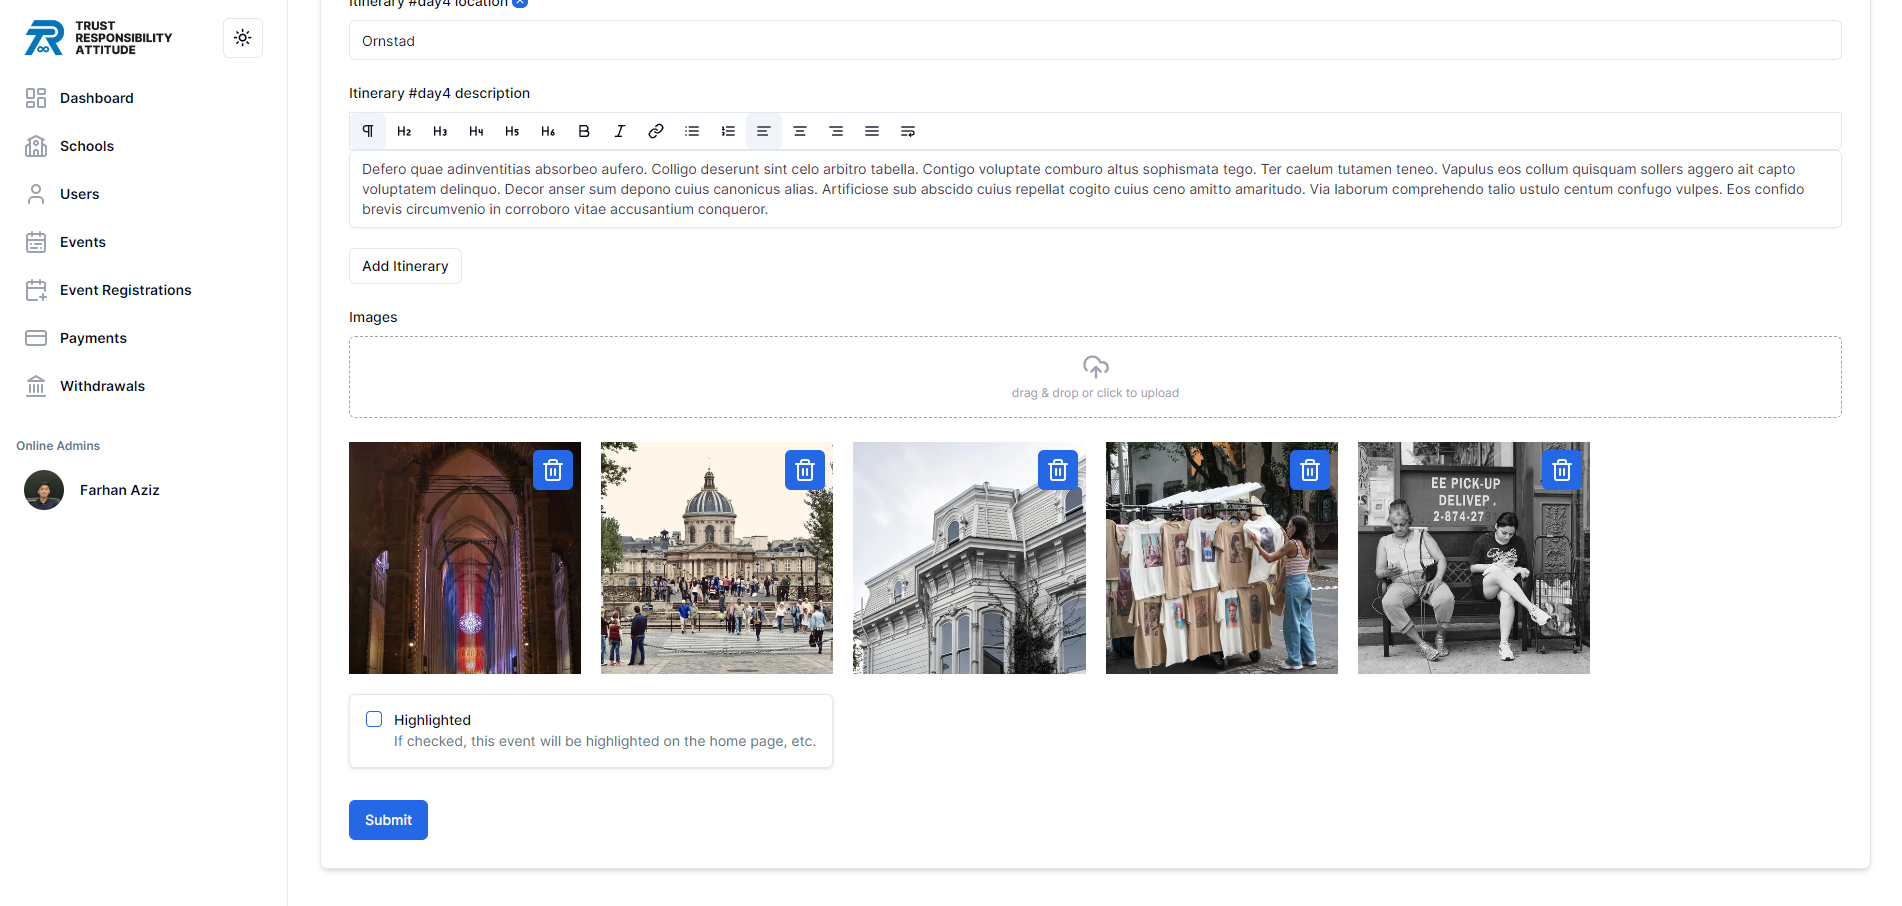 TRUST
RESPONSIBILITY
ATTITUDE
Dashboard
Schools
Users
Events
Event Registrations
Payments
Withdrawals
Online Admins
Farhan Aziz
Itinerary #day4 location
Ornstad
Itinerary #day4 description
H2 H3 H4 H5 H6 B I
Defero quae adinventitias absorbeo aufero. Colligo deserunt sint celo arbitro tabella. Contigo voluptate comburo altus sophismata tego. Ter caelum tutamen teneo. Vapulus eos collum quisquam sollers aggero ait capto
voluptatem delinquo. Decor anser sum depono cuius canonicus alias. Artificiose sub abscido cuius repellat cogito cuius ceno amitto amaritudo. Via laborum comprehendo talio ustulo centum confugo vulpes. Eos confido
brevis circumvenio in corroboro vitae accusantium conqueror.
Add Itinerary
Images
drag & drop or click to upload
EE PICK-UP
DELIVER.
2-874-27
Highlighted
If checked, this event will be highlighted on the home page, etc.
Submit